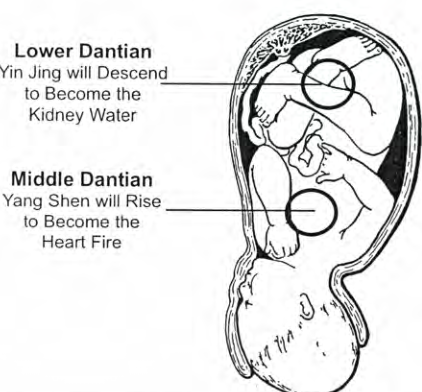 Lower Dantian
Yin Jing will Descend
to Become the
Kidney Water
Middle Dantian
Yang Shen will Rise
to Become the
Heart Fire